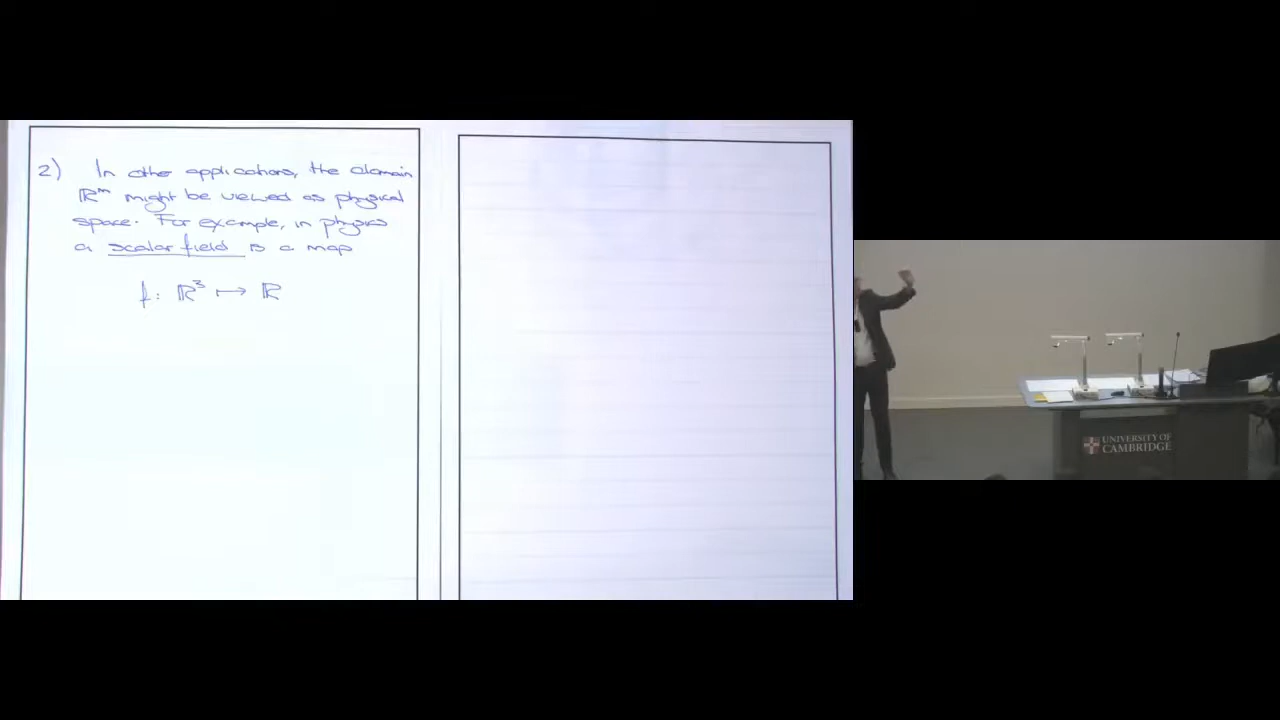 2) In other applications, the domain
ℝᵐ might be viewed as physical
space. For example, in physics
a scalar field is a map
f: ℝ³ ↦ ℝ
UNIVERSITY OF
CAMBRIDGE